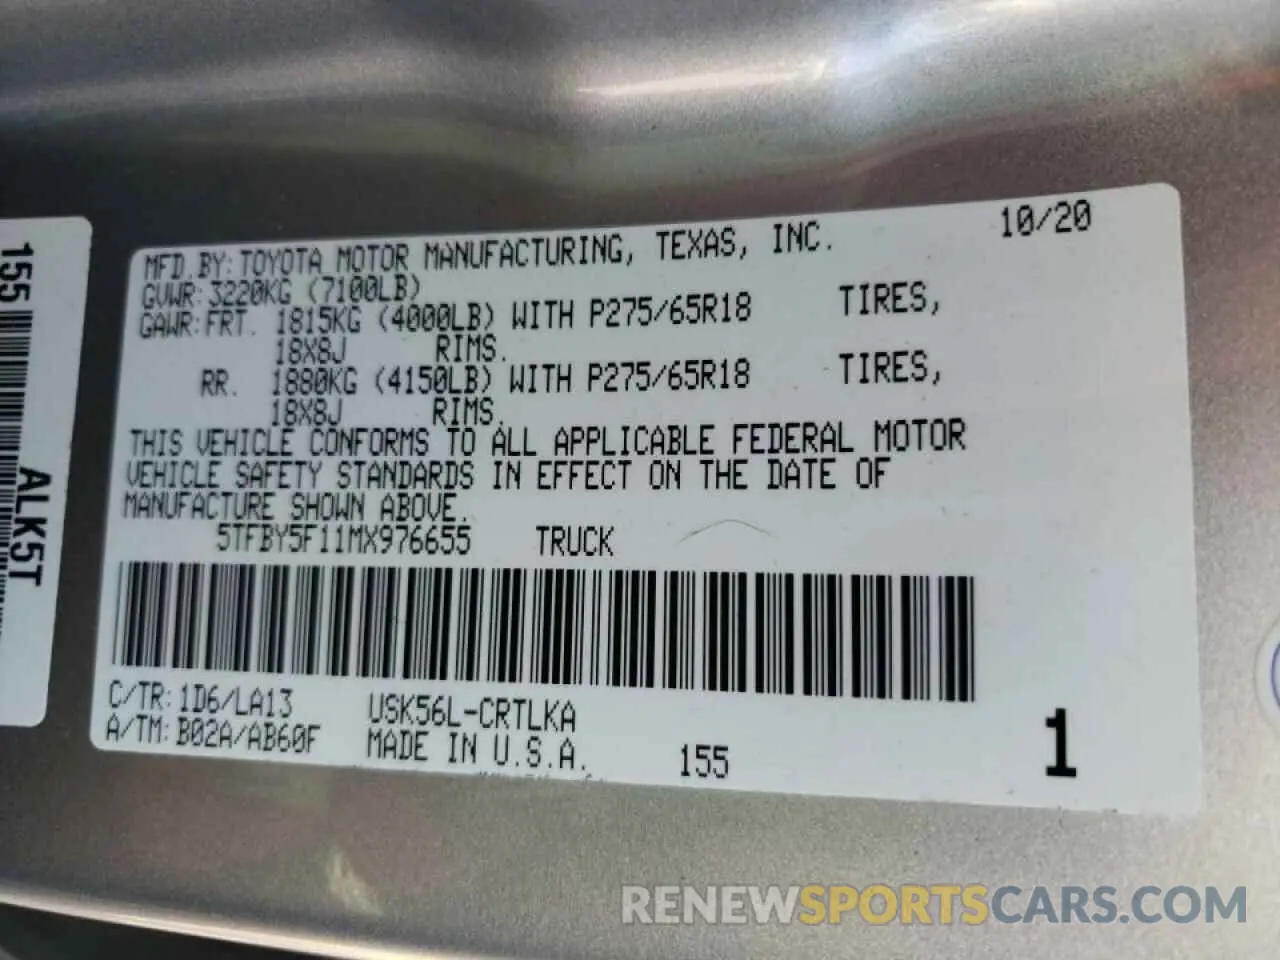 10/20
MFD.BY:TOYOTA MOTOR MANUFACTURING, TEXAS, INC.
GVWR:3220KG (7100LB)
GAWR:FRT. 1815KG (4000LB) WITH P275/65R18 TIRES,
18X8J RIMS.
RR. 1880KG (4150LB) WITH P275/65R18 TIRES,
18X8J RIMS.
THIS VEHICLE CONFORMS TO ALL APPLICABLE FEDERAL MOTOR
VEHICLE SAFETY STANDARDS IN EFFECT ON THE DATE OF
MANUFACTURE SHOWN ABOVE.
5TFBY5F11MX976655 TRUCK
C/TR:1D6/LA13 USK56L-CRTLKA
A/TM:B02A/AB60F MADE IN U.S.A. 155
1
155
ALK5T
RENEWSPORTSCARS.COM